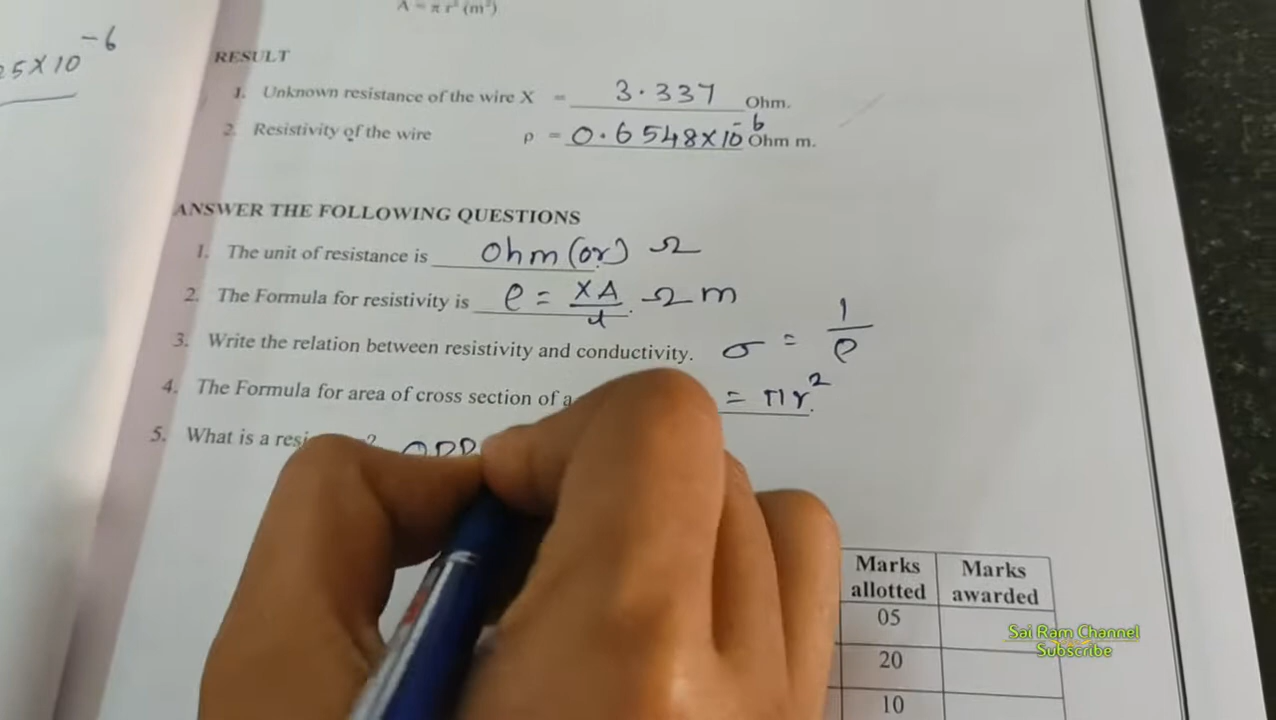 A = π r² (m²)
25 X 10⁻⁶
RESULT
1. Unknown resistance of the wire X = 3.337 Ohm.
2. Resistivity of the wire ρ = 0.6548 X 10⁻⁶ Ohm m.
ANSWER THE FOLLOWING QUESTIONS
1. The unit of resistance is Ohm (or) Ω
2. The Formula for resistivity is ρ = XA/l . Ω m
3. Write the relation between resistivity and conductivity. σ = 1/ρ
4. The Formula for area of cross section of a = πr².
5. What is a
Marks allotted Marks awarded
05
20
10
Sai Ram Channel
Subscribe